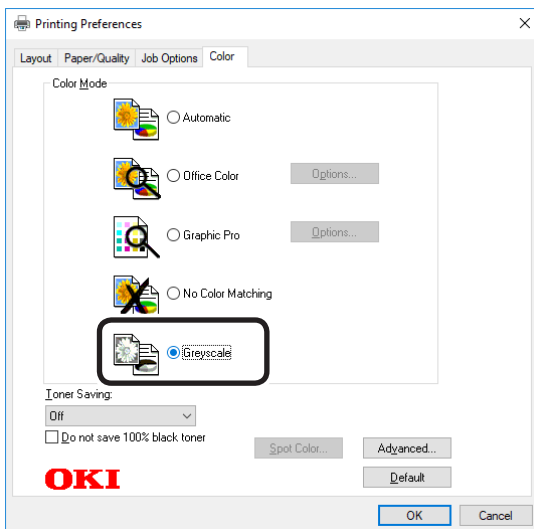 Printing Preferences
Layout Paper/Quality Job Options Color
Color Mode
Automatic
Office Color Options...
Graphic Pro Options...
No Color Matching
Greyscale
Toner Saving:
Off
Do not save 100% black toner
Spot Color... Advanced...
OKI Default
OK Cancel